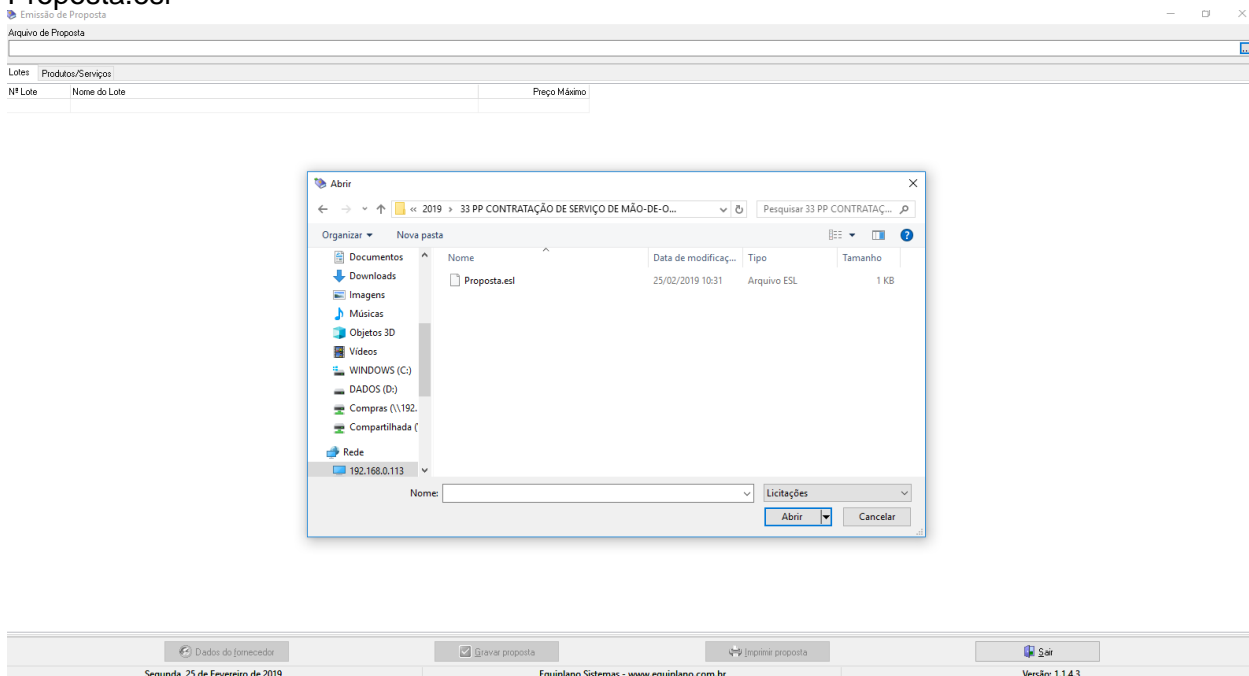 Proposta.esl
Emissão de Proposta
Arquivo de Proposta
...
Lotes Produtos/Serviços
Nª Lote Nome do Lote Preço Máximo
Abrir
« 2019 › 33 PP CONTRATAÇÃO DE SERVIÇO DE MÃO-DE-O... Pesquisar 33 PP CONTRATAÇ...
Organizar Nova pasta
Documentos Nome Data de modificaç... Tipo Tamanho
Downloads Proposta.esl 25/02/2019 10:31 Arquivo ESL 1 KB
Imagens
Músicas
Objetos 3D
Vídeos
WINDOWS (C:)
DADOS (D:)
Compras (\\192.
Compartilhada (
Rede
192.168.0.113
Nome: Licitações
Abrir Cancelar
Dados do fornecedor Gravar proposta Imprimir proposta Sair
Segunda, 25 de Fevereiro de 2019 Equiplano Sistemas - www.equiplano.com.br Versão: 1.1.4.3